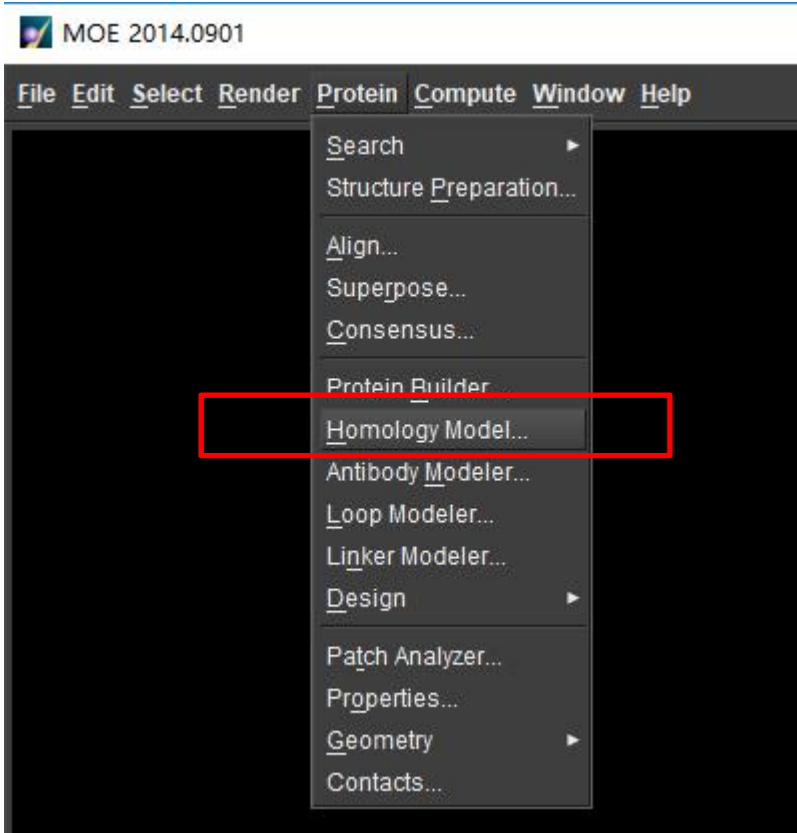 MOE 2014.0901
File Edit Select Render Protein Compute Window Help
Search
Structure Preparation...
Align...
Superpose...
Consensus...
Protein Builder...
Homology Model...
Antibody Modeler...
Loop Modeler...
Linker Modeler...
Design
Patch Analyzer...
Properties...
Geometry
Contacts...